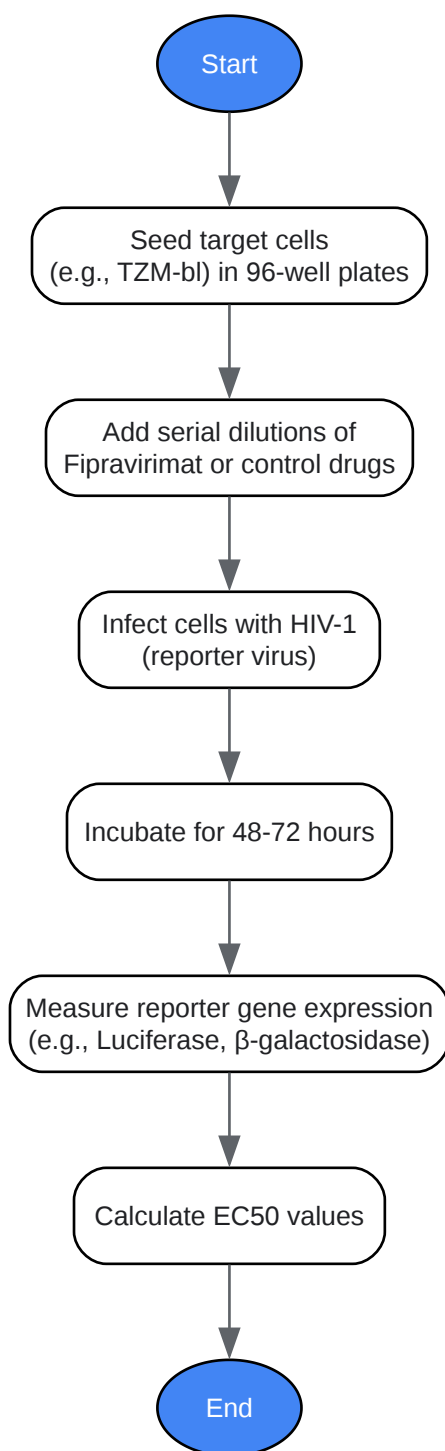 Start
Seed target cells
(e.g., TZM-bl) in 96-well plates
Add serial dilutions of
Fipravirimat or control drugs
Infect cells with HIV-1
(reporter virus)
Incubate for 48-72 hours
Measure reporter gene expression
(e.g., Luciferase, β-galactosidase)
Calculate EC50 values
End